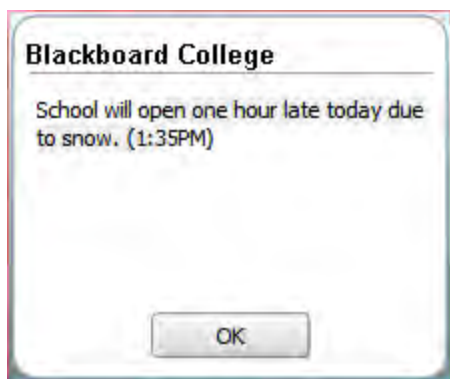 Blackboard College
School will open one hour late today due
to snow. (1:35PM)
OK